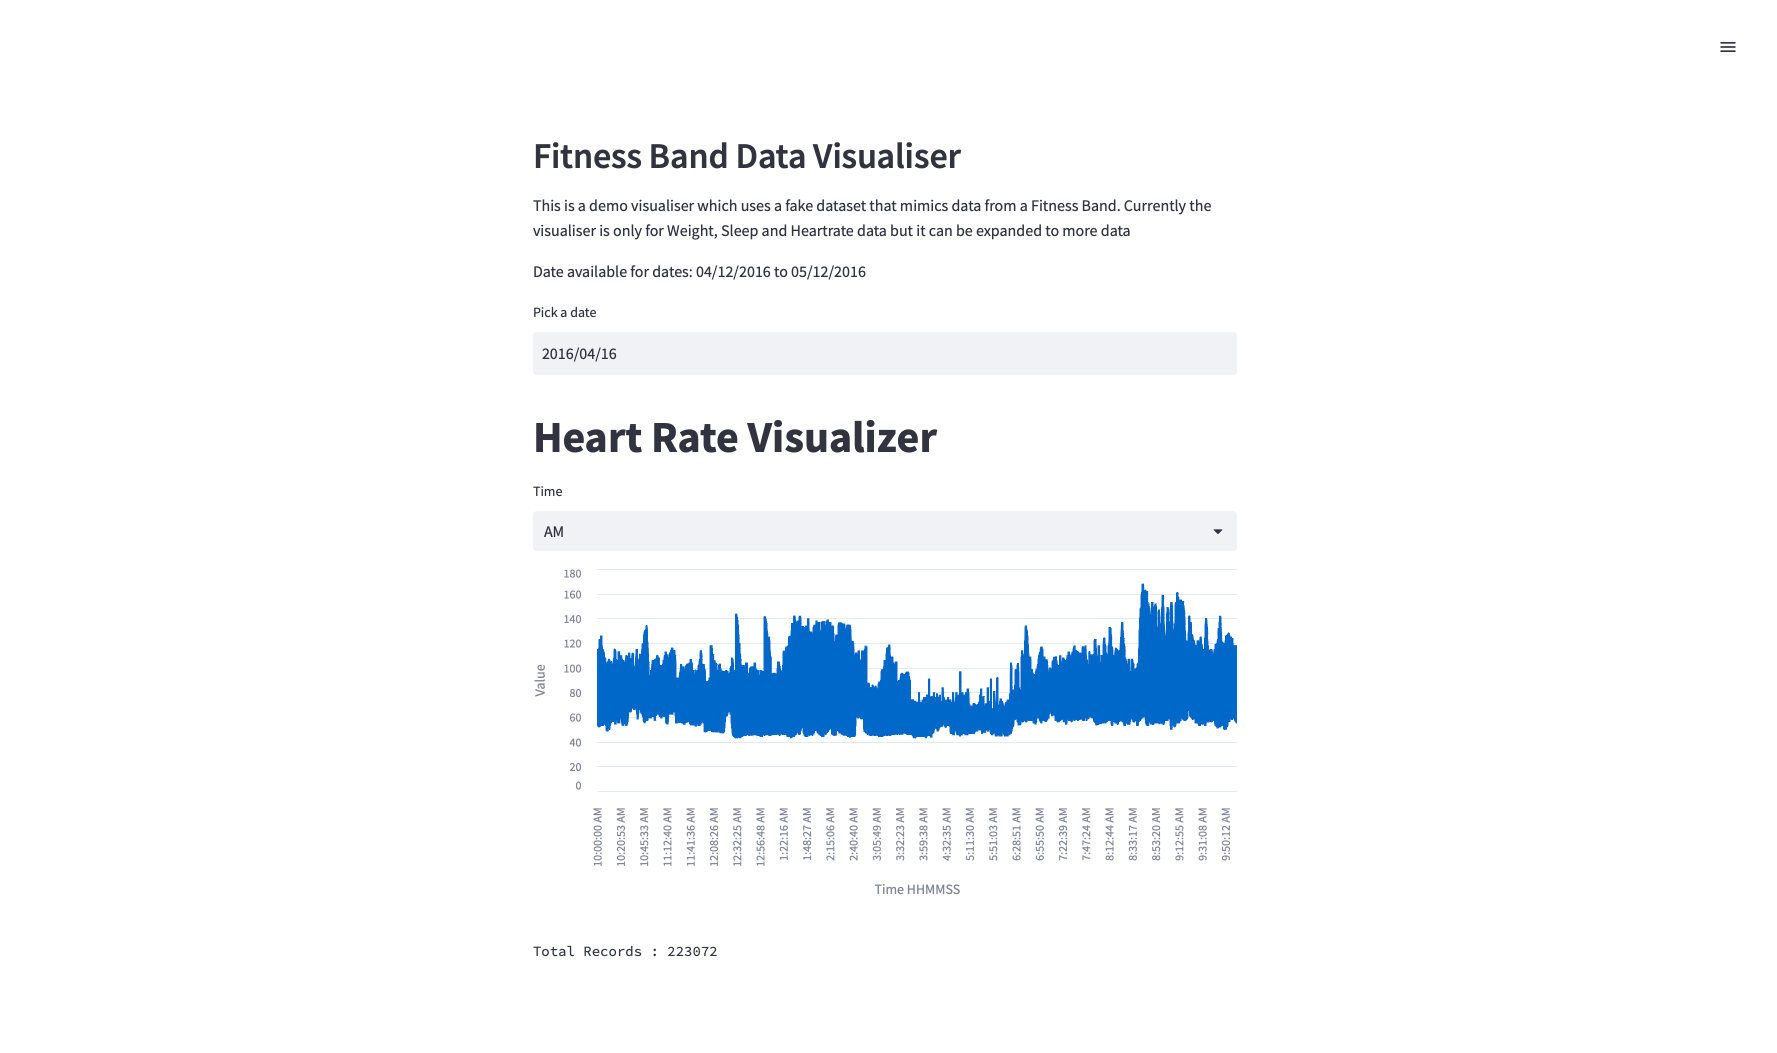 Fitness Band Data Visualiser
This is a demo visualiser which uses a fake dataset that mimics data from a Fitness Band. Currently the
visualiser is only for Weight, Sleep and Heartrate data but it can be expanded to more data
Date available for dates: 04/12/2016 to 05/12/2016
Pick a date
2016/04/16
Heart Rate Visualizer
Time
AM
180
160
140
120
100
80
60
40
20
0
Value
10:00:00 AM
10:20:53 AM
10:45:33 AM
11:12:40 AM
11:41:36 AM
12:08:26 AM
12:32:25 AM
12:56:48 AM
1:22:16 AM
1:48:27 AM
2:15:06 AM
2:40:40 AM
3:05:49 AM
3:32:23 AM
3:59:38 AM
4:32:35 AM
5:11:30 AM
5:51:03 AM
6:28:51 AM
6:55:50 AM
7:22:39 AM
7:47:24 AM
8:12:44 AM
8:33:17 AM
8:53:20 AM
9:12:55 AM
9:31:08 AM
9:50:12 AM
Time HHMMSS
Total Records : 223072